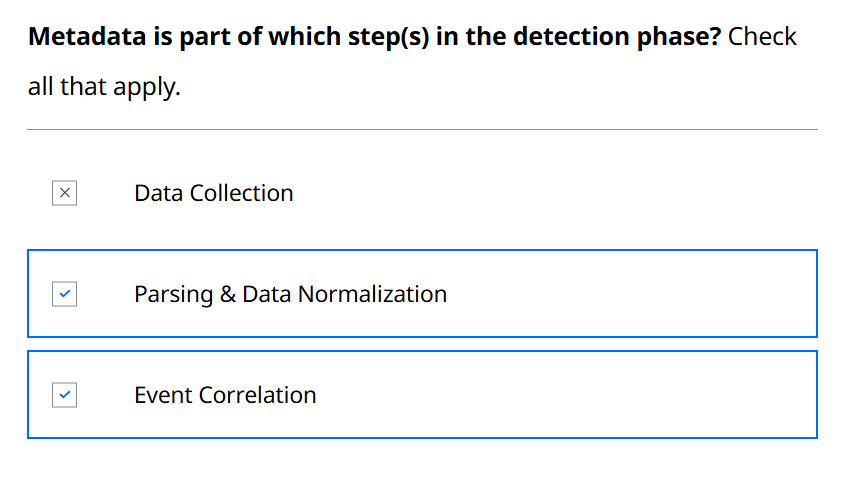 Metadata is part of which step(s) in the detection phase? Check
all that apply.
Data Collection
Parsing & Data Normalization
Event Correlation